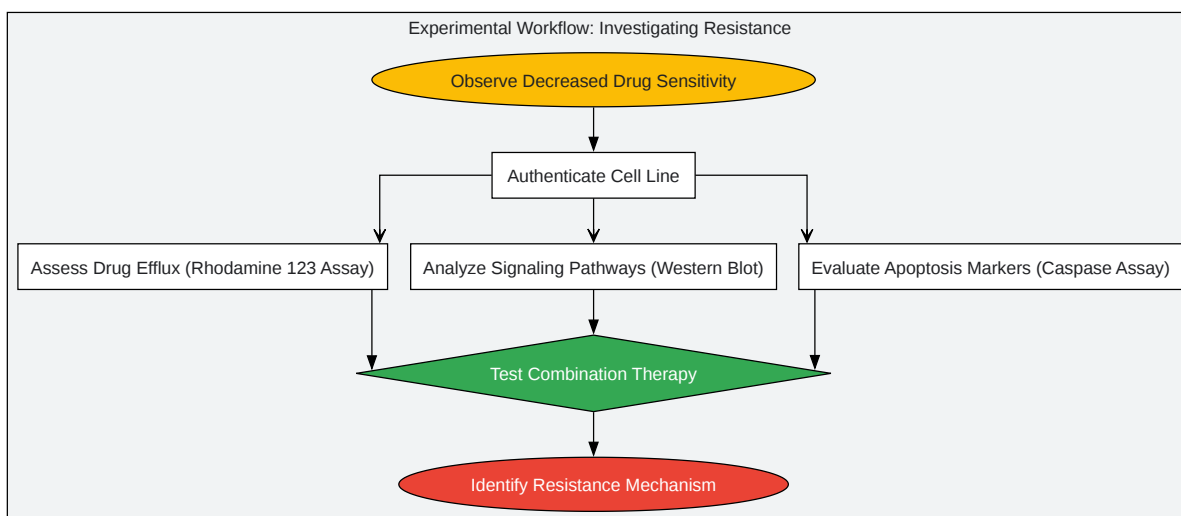 Experimental Workflow: Investigating Resistance
Observe Decreased Drug Sensitivity
Authenticate Cell Line
Assess Drug Efflux (Rhodamine 123 Assay)
Analyze Signaling Pathways (Western Blot)
Evaluate Apoptosis Markers (Caspase Assay)
Test Combination Therapy
Identify Resistance Mechanism